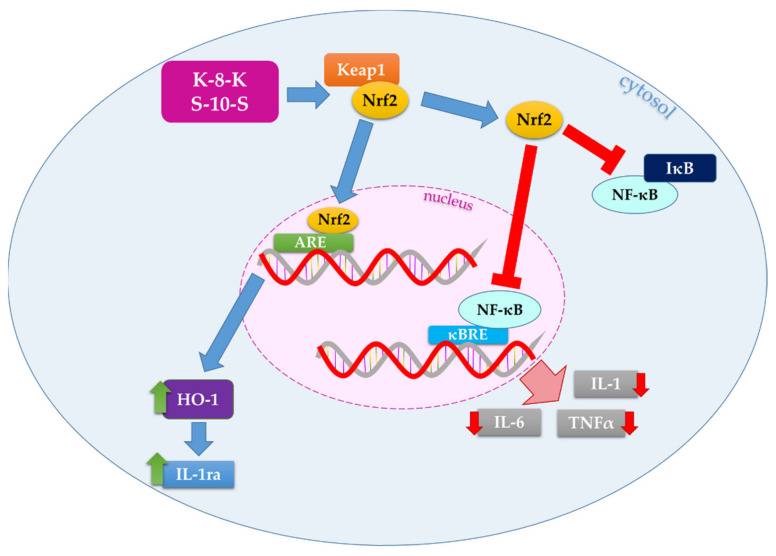 K-8-K
S-10-S
Keap1
Nrf2
Nrf2
cytosol
IκB
NF-κB
nucleus
Nrf2
ARE
NF-κB
κBRE
HO-1
IL-1
IL-6
TNFα
IL-1ra